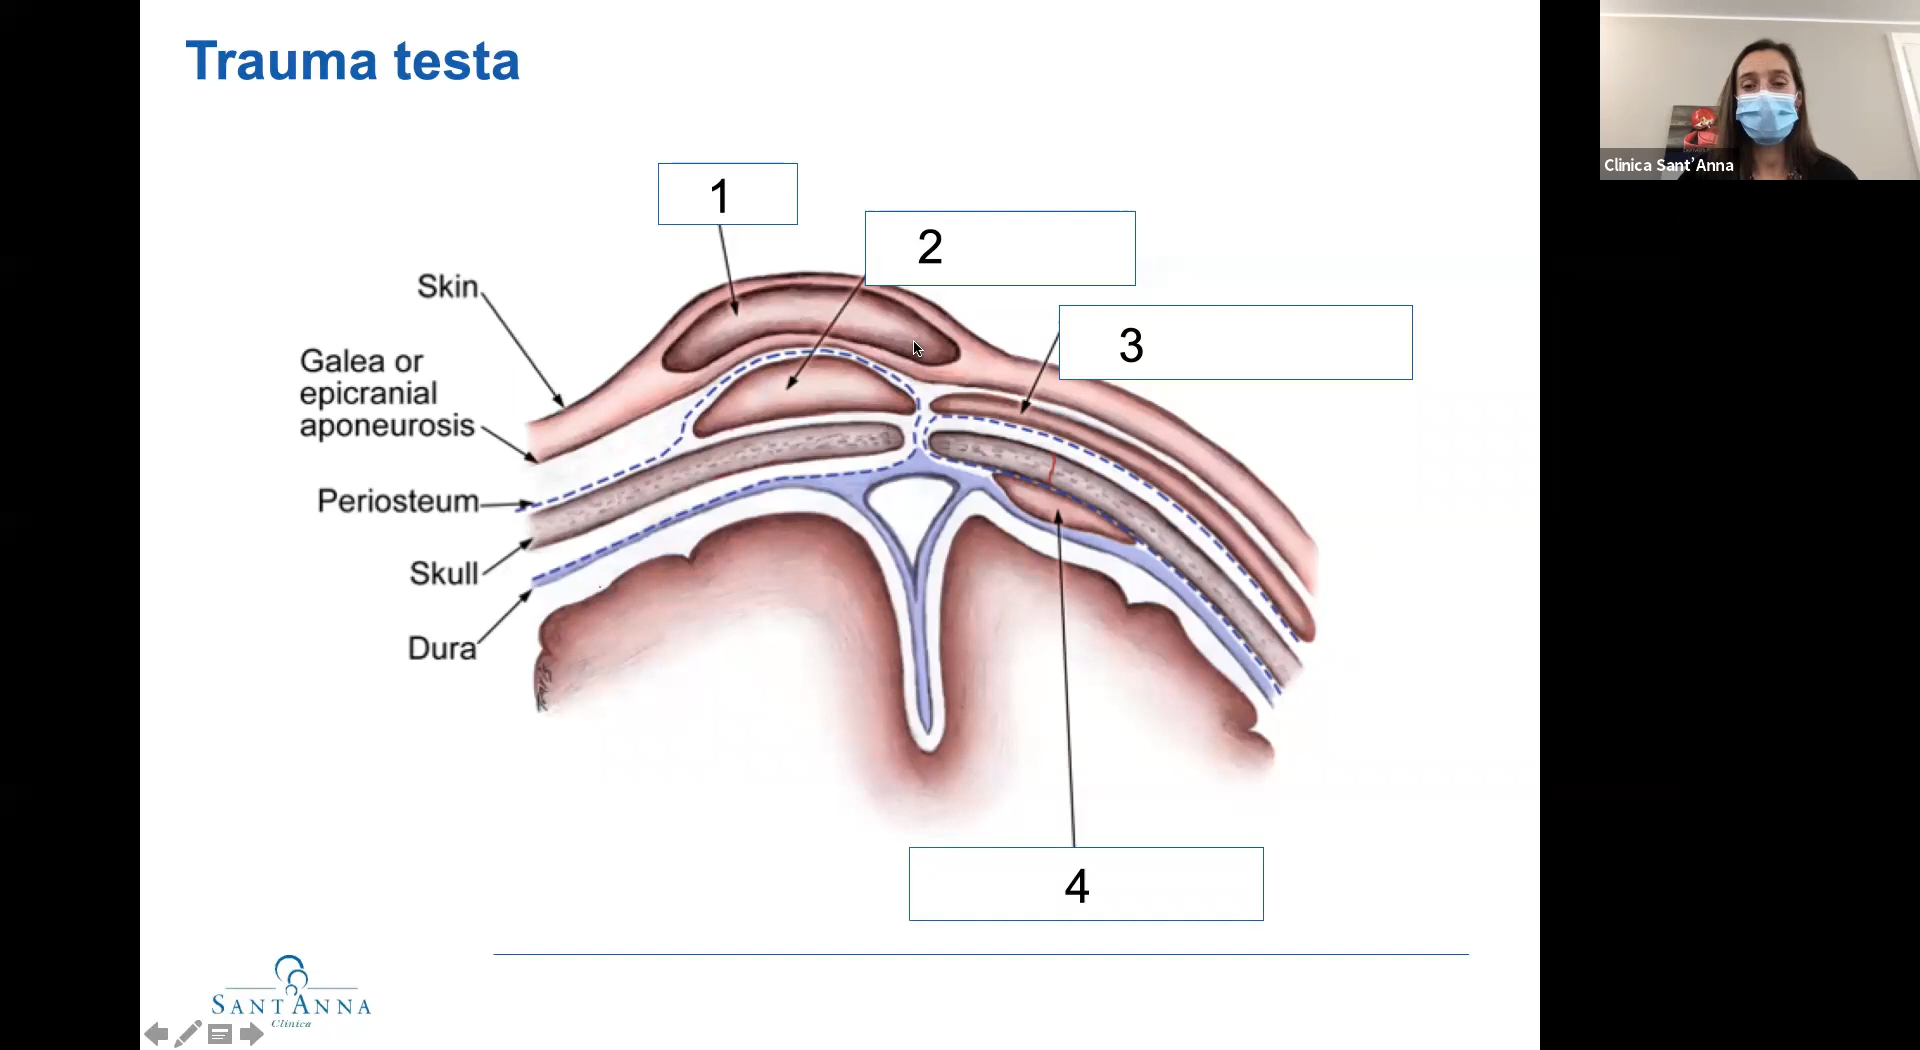 Trauma testa
Clinica Sant'Anna
1
2
Skin
3
Galea or
epicranial
aponeurosis
Periosteum
Skull
Dura
4
SANT'ANNA
Clinica